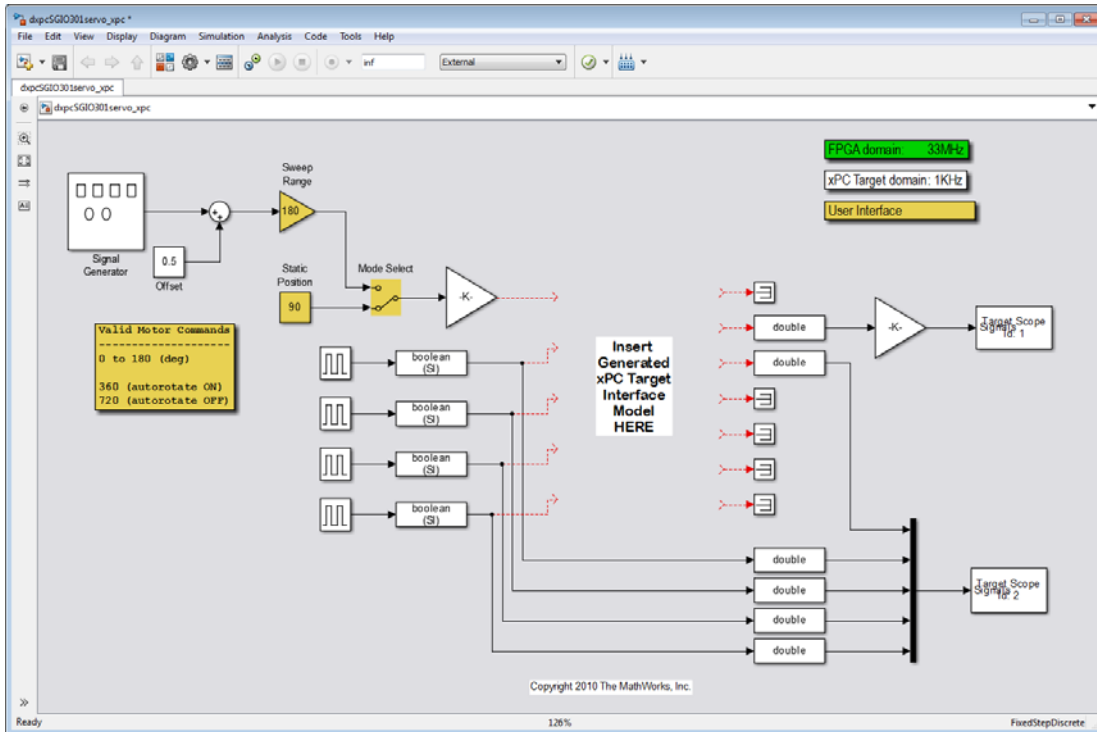 dxpcSGIO301servo_xpc *
File Edit View Display Diagram Simulation Analysis Code Tools Help
inf
External
dxpcSGIO301servo_xpc
dxpcSGIO301servo_xpc
FPGA domain: 33MHz
xPC Target domain: 1KHz
User Interface
Sweep
Range
180
Signal
Generator
0.5
Offset
Static
Position
90
Mode Select
-K-
Valid Motor Commands
--------------------
0 to 180 (deg)
360 (autorotate ON)
720 (autorotate OFF)
boolean
(SI)
boolean
(SI)
boolean
(SI)
boolean
(SI)
Insert
Generated
xPC Target
Interface
Model
HERE
double
double
-K-
Target Scope
Signals
Id: 1
double
double
double
double
Target Scope
Signals
Id: 2
Copyright 2010 The MathWorks, Inc.
Ready
126%
FixedStepDiscrete